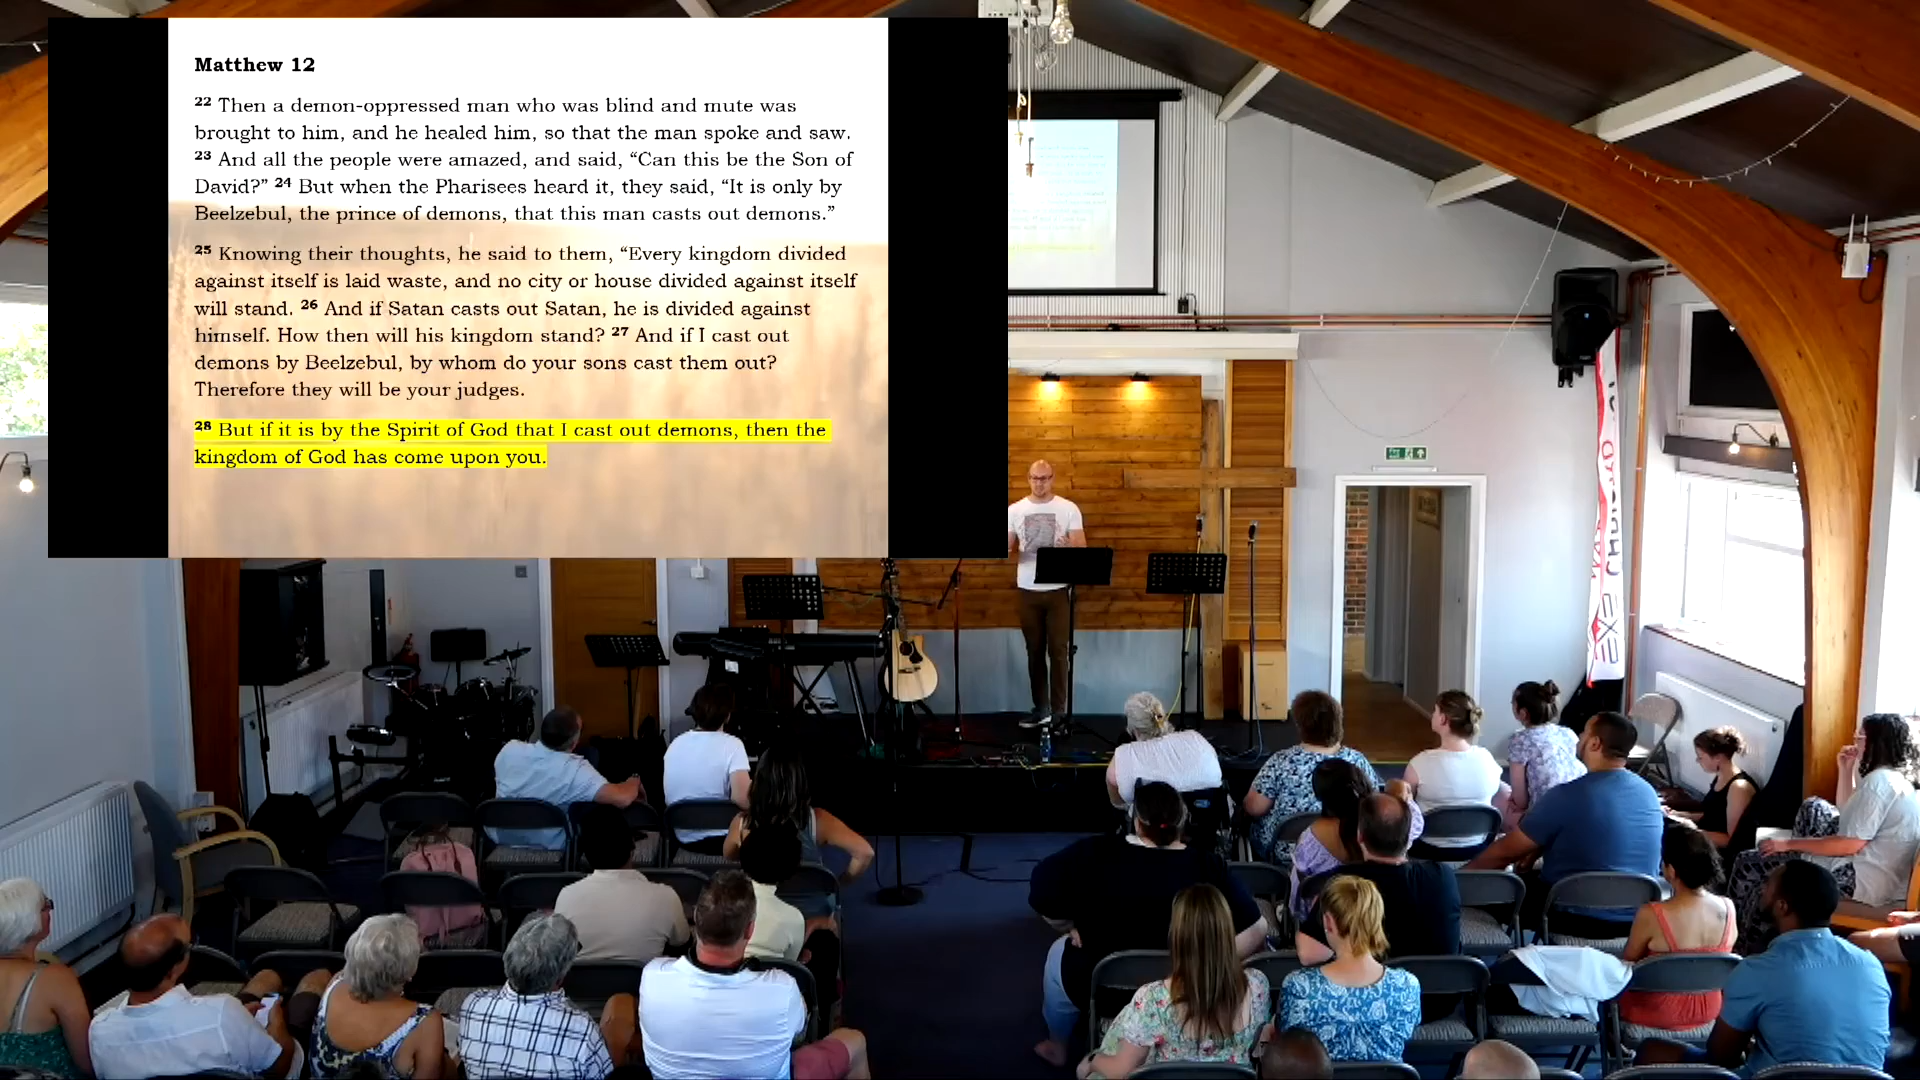 Matthew 12
22 Then a demon-oppressed man who was blind and mute was
brought to him, and he healed him, so that the man spoke and saw.
23 And all the people were amazed, and said, “Can this be the Son of
David?” 24 But when the Pharisees heard it, they said, “It is only by
Beelzebul, the prince of demons, that this man casts out demons.”
25 Knowing their thoughts, he said to them, “Every kingdom divided
against itself is laid waste, and no city or house divided against itself
will stand. 26 And if Satan casts out Satan, he is divided against
himself. How then will his kingdom stand? 27 And if I cast out
demons by Beelzebul, by whom do your sons cast them out?
Therefore they will be your judges.
28 But if it is by the Spirit of God that I cast out demons, then the
kingdom of God has come upon you.